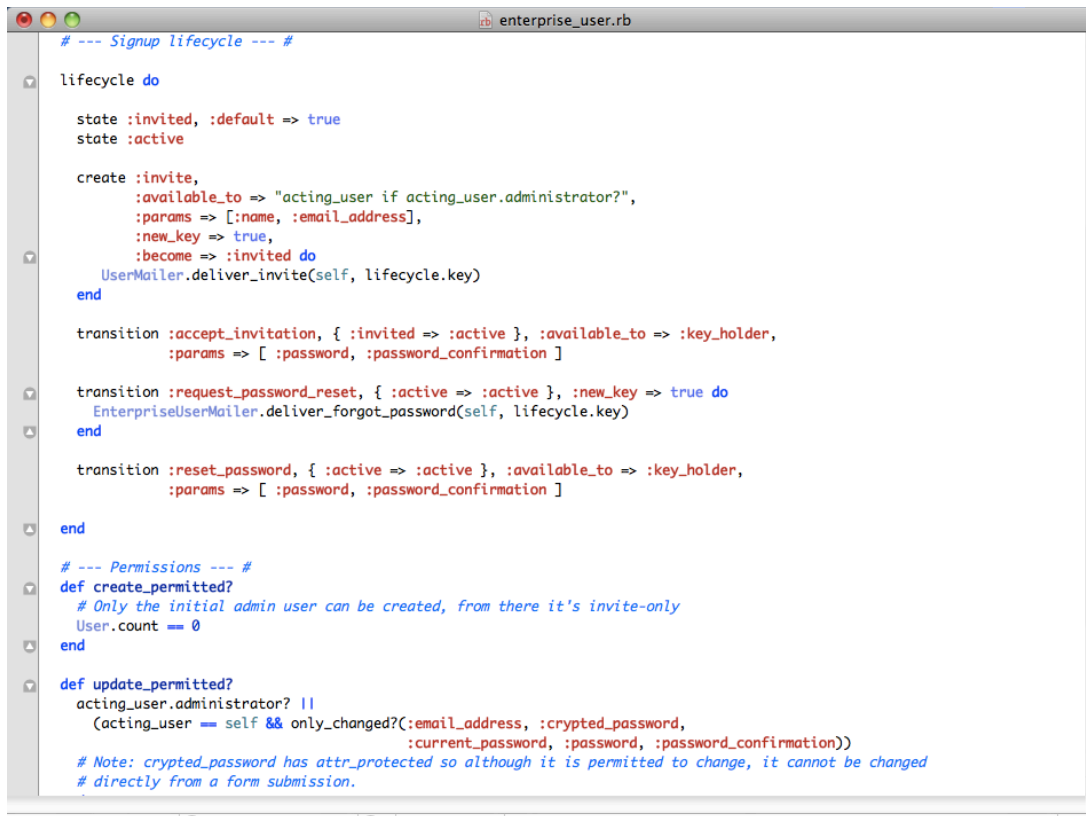 rb enterprise_user.rb
# --- Signup lifecycle --- #
lifecycle do
state :invited, :default => true
state :active
create :invite,
:available_to => "acting_user if acting_user.administrator?",
:params => [:name, :email_address],
:new_key => true,
:become => :invited do
UserMailer.deliver_invite(self, lifecycle.key)
end
transition :accept_invitation, { :invited => :active }, :available_to => :key_holder,
:params => [ :password, :password_confirmation ]
transition :request_password_reset, { :active => :active }, :new_key => true do
EnterpriseUserMailer.deliver_forgot_password(self, lifecycle.key)
end
transition :reset_password, { :active => :active }, :available_to => :key_holder,
:params => [ :password, :password_confirmation ]
end
# --- Permissions --- #
def create_permitted?
# Only the initial admin user can be created, from there it's invite-only
User.count == 0
end
def update_permitted?
acting_user.administrator? ||
(acting_user == self && only_changed?(:email_address, :crypted_password,
:current_password, :password, :password_confirmation))
# Note: crypted_password has attr_protected so although it is permitted to change, it cannot be changed
# directly from a form submission.